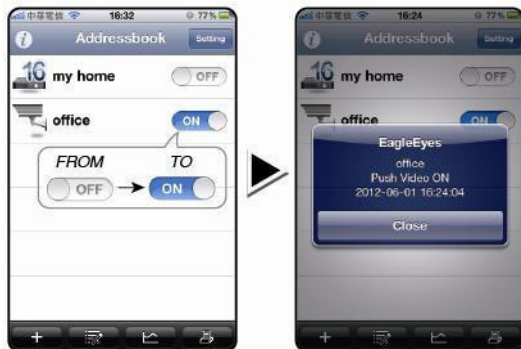 中華電信 16:32 77%
Addressbook Setting
16 my home OFF
office ON
FROM TO
OFF ON
中華電信 16:24 77%
Addressbook Setting
16 my home OFF
office ON
EagleEyes
office
Push Video ON
2012-06-01 16:24:04
Close